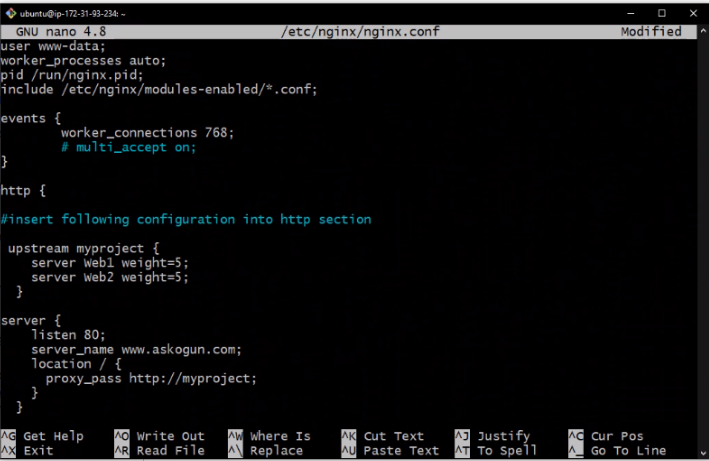 ubuntu@ip-172-31-93-234: ~
GNU nano 4.8 /etc/nginx/nginx.conf Modified
user www-data;
worker_processes auto;
pid /run/nginx.pid;
include /etc/nginx/modules-enabled/*.conf;
events {
worker_connections 768;
# multi_accept on;
}
http {
#insert following configuration into http section
upstream myproject {
server Web1 weight=5;
server Web2 weight=5;
}
server {
listen 80;
server_name www.askogun.com;
location / {
proxy_pass http://myproject;
}
}
^G Get Help ^O Write Out ^W Where Is ^K Cut Text ^J Justify ^C Cur Pos
^X Exit ^R Read File ^\ Replace ^U Paste Text ^T To Spell ^_ Go To Line